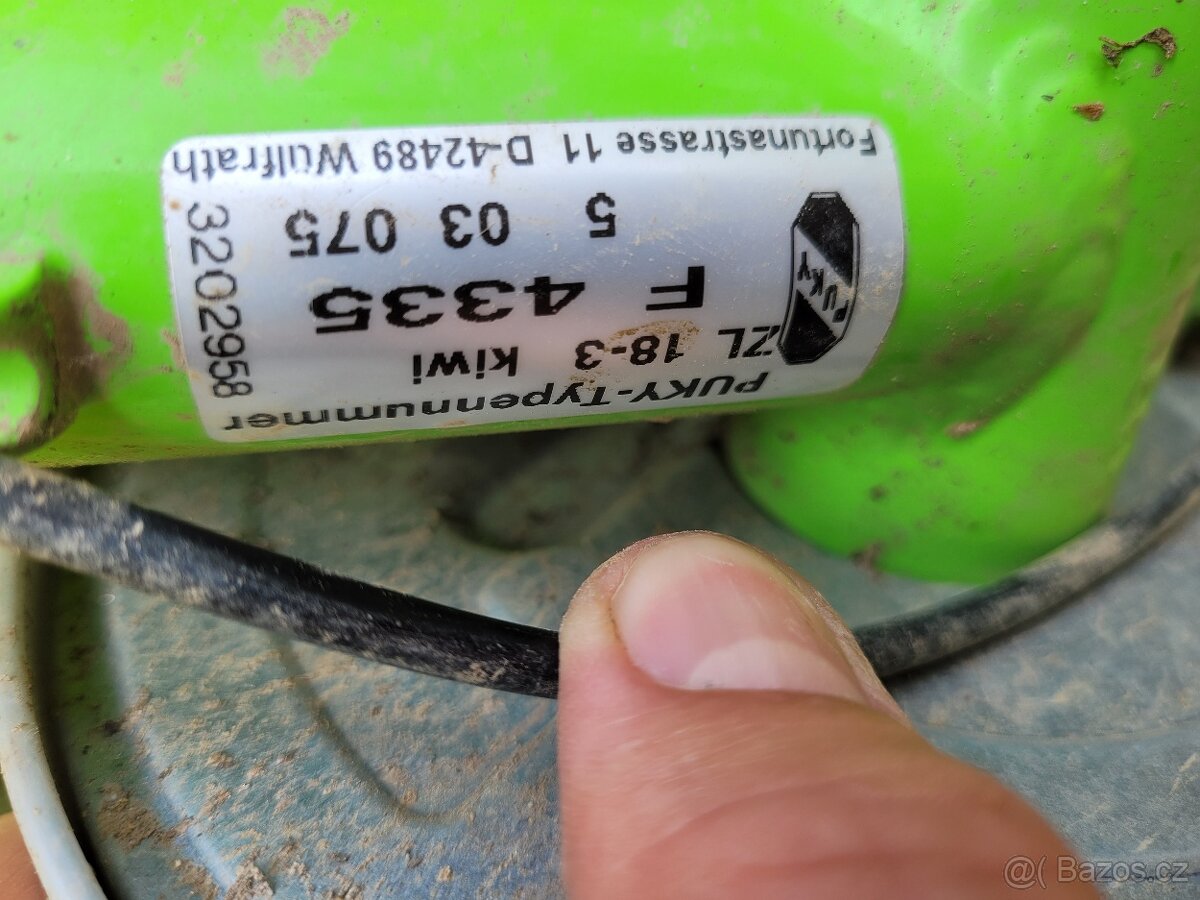 PUKY-Typennummer
ZL 18-3 kiwi
F 4335
5 03 075
Fortunastrasse 11 D-42489 Wülfrath
PUKY
3202958
@( Bazos.cz